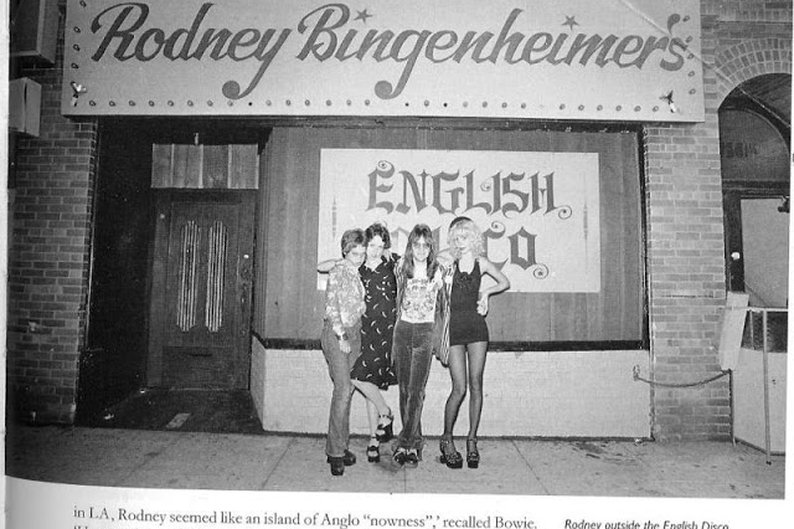 Rodney Bingenheimer's
ENGLISH
DISCO
in LA, Rodney seemed like an island of Anglo “nowness”,’ recalled Bowie.
Rodney outside the English Disco